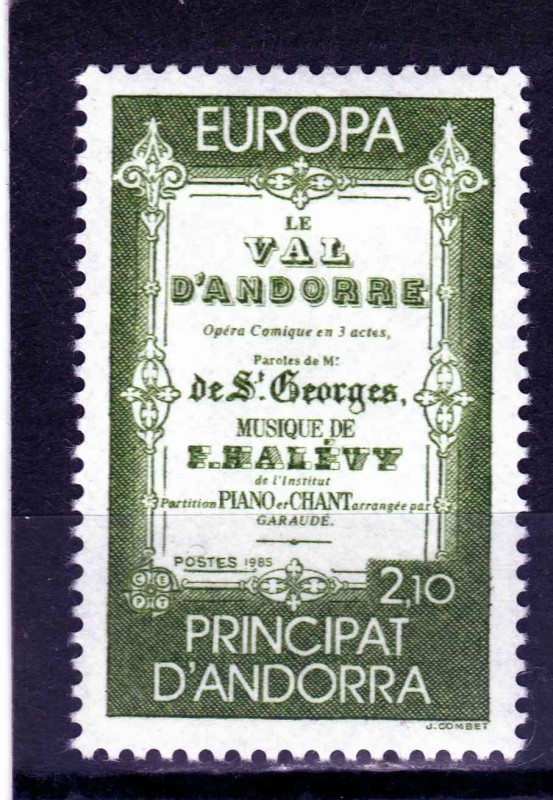 EUROPA
LE
VAL
D'ANDORRE
Opéra Comique en 3 actes,
Paroles de Mr.
de St. Georges,
MUSIQUE DE
F. HALÉVY
de l'Institut
Partition PIANO et CHANT arrangée par
GARAUDÉ.
POSTES 1985
CEPT
2,10
PRINCIPAT
D'ANDORRA
J. COMBET